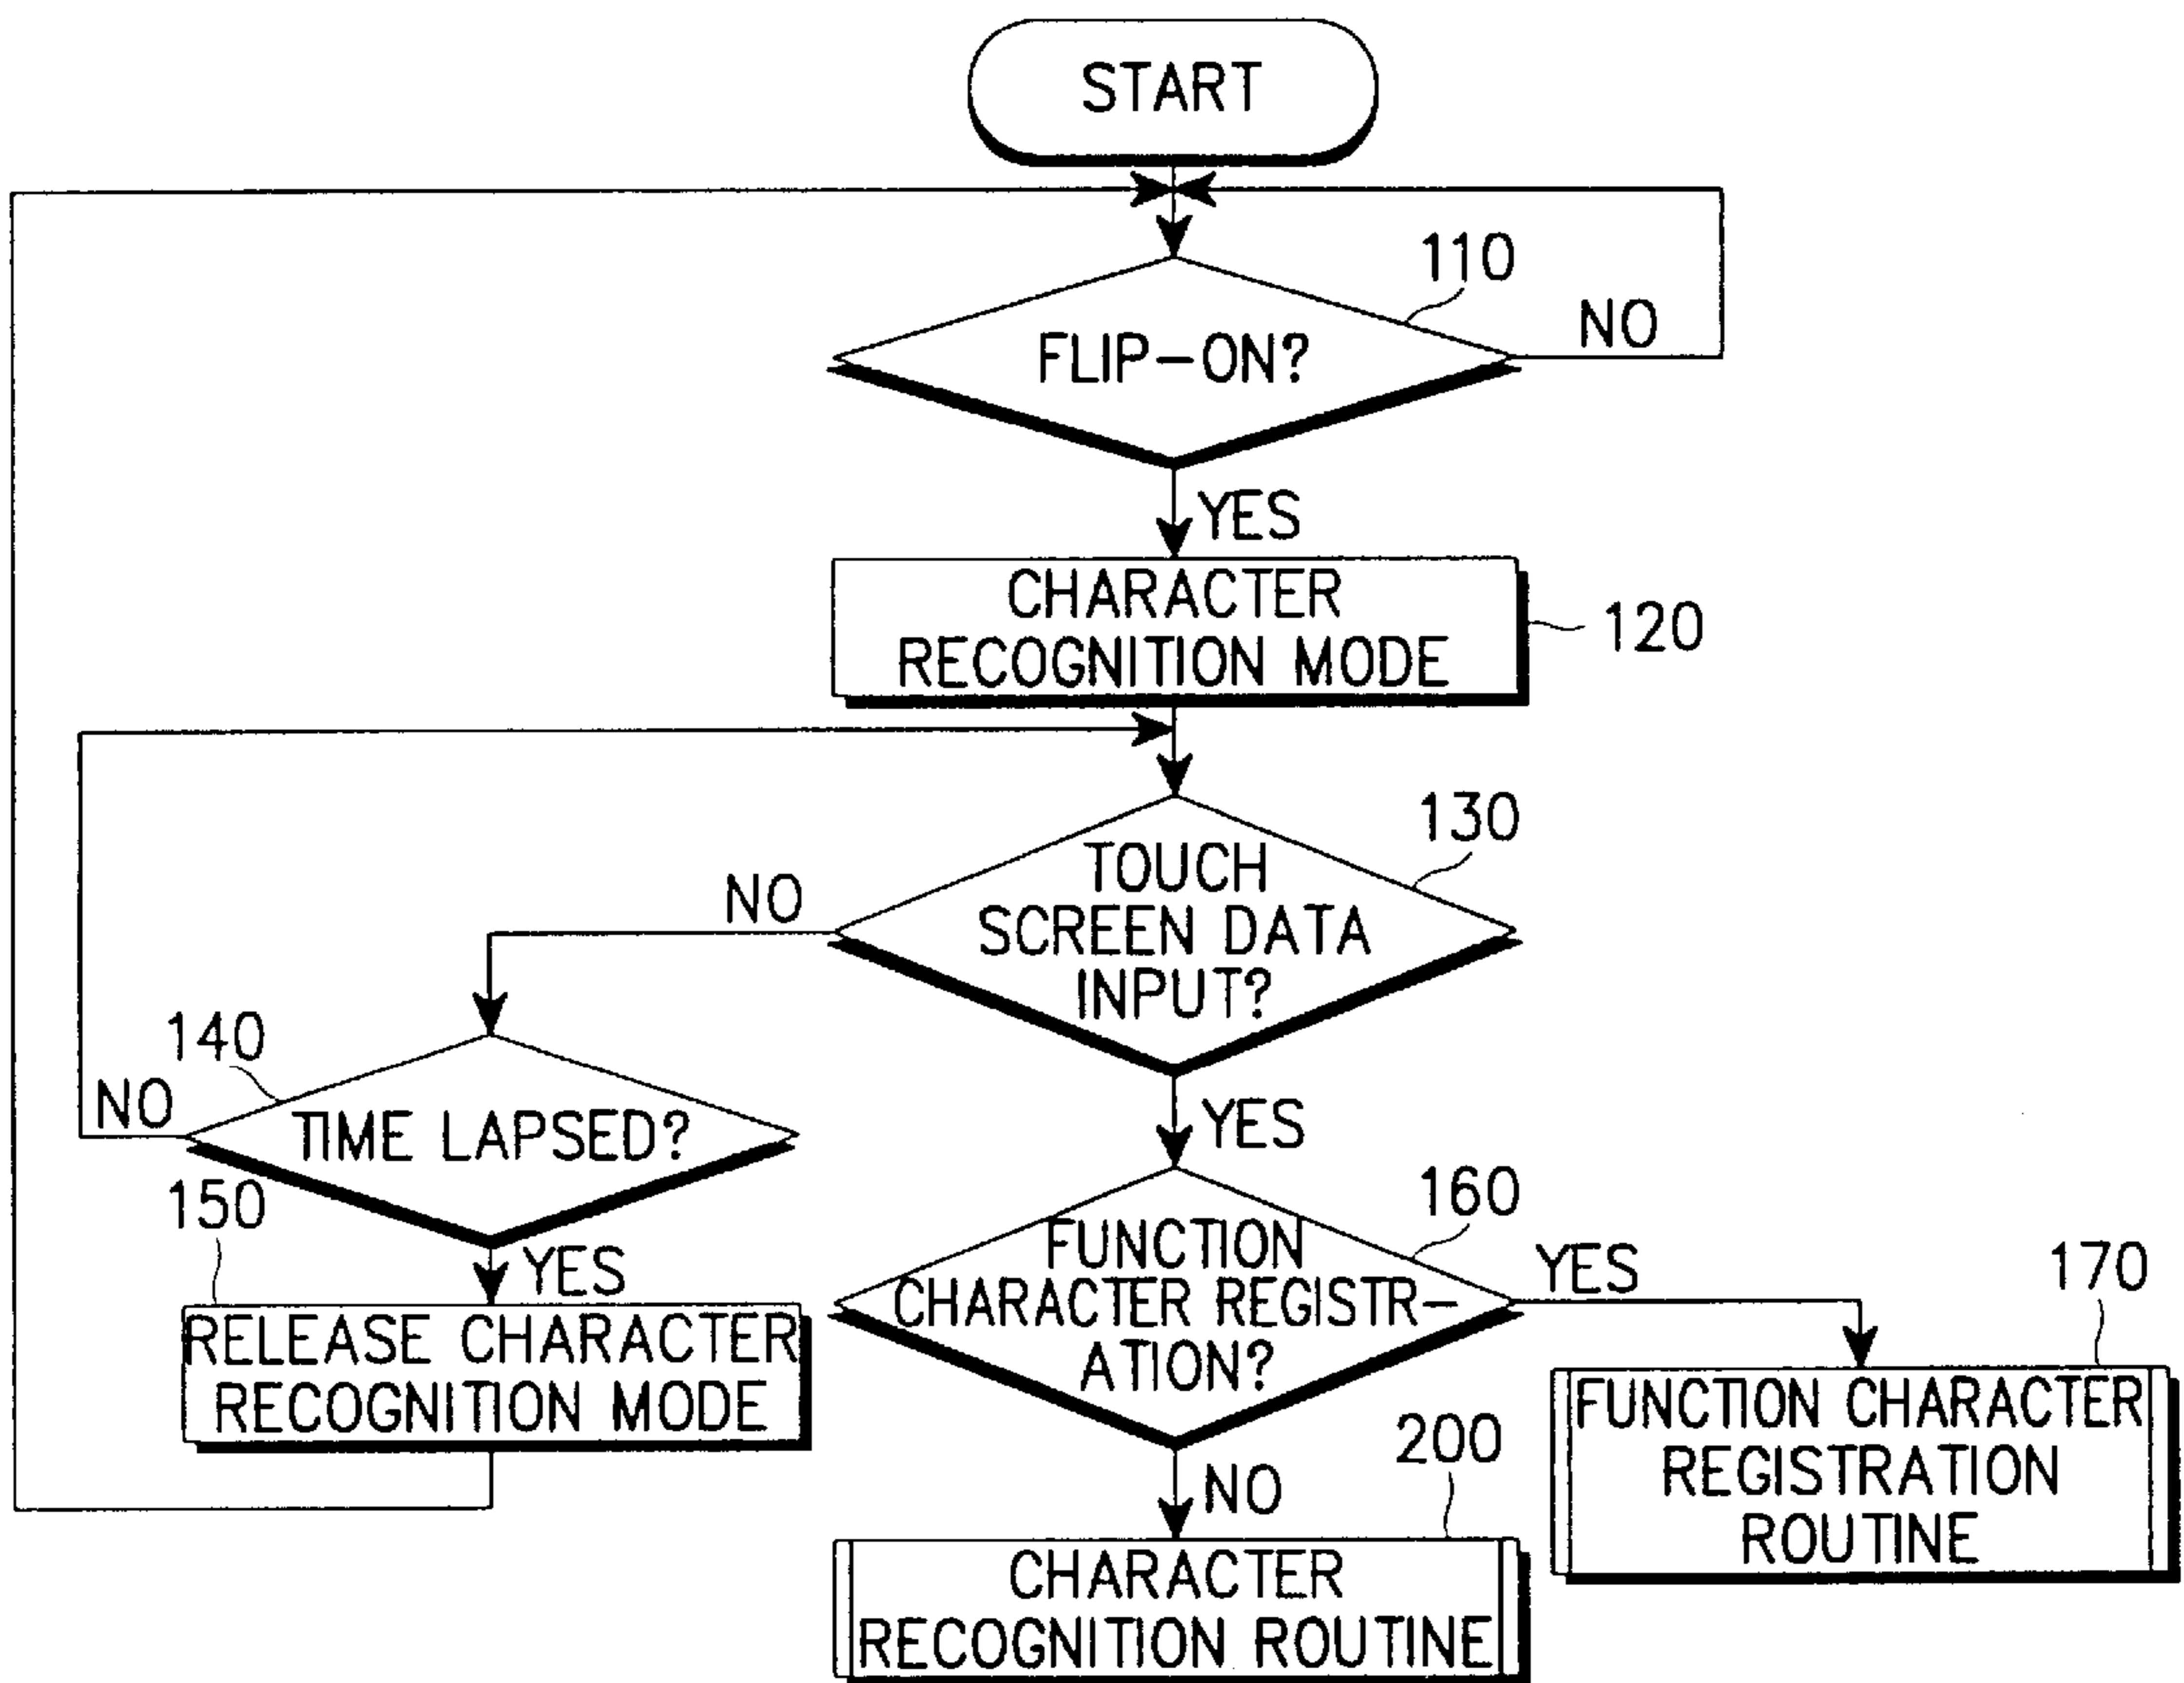 START
110
FLIP-ON?
NO
YES
CHARACTER
RECOGNITION MODE
120
130
TOUCH
SCREEN DATA
INPUT?
NO
140
NO
TIME LAPSED?
YES
150
YES
RELEASE CHARACTER
RECOGNITION MODE
160
FUNCTION
CHARACTER REGISTR-
ATION?
YES
170
FUNCTION CHARACTER
REGISTRATION
ROUTINE
NO
200
CHARACTER
RECOGNITION ROUTINE